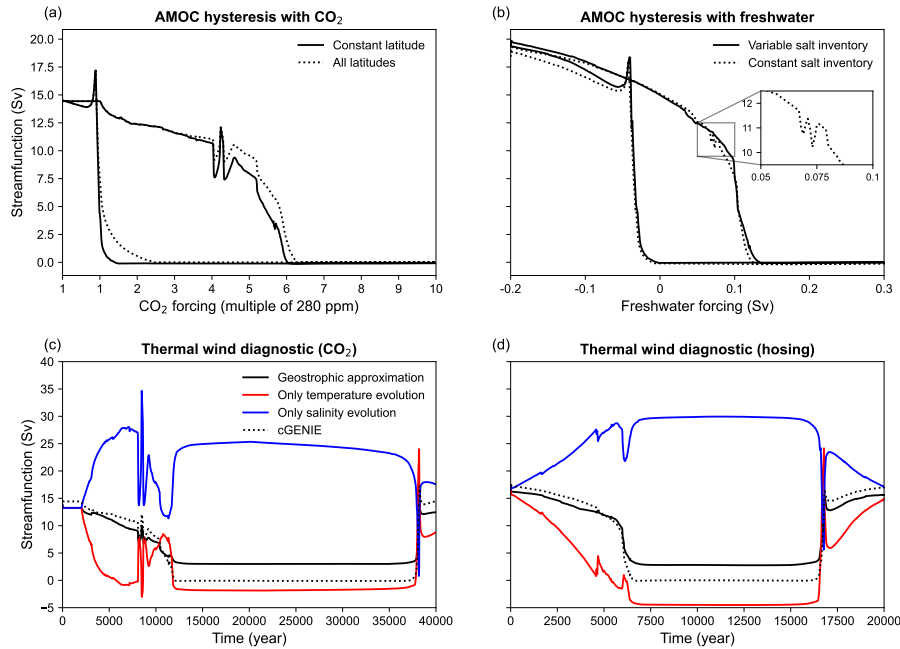 (a)
AMOC hysteresis with CO₂
20.0
17.5
15.0
12.5
10.0
7.5
5.0
2.5
0.0
Streamfunction (Sv)
Constant latitude
All latitudes
1 1 2 3 4 5 6 7 8 9 10
CO₂ forcing (multiple of 280 ppm)
(b)
AMOC hysteresis with freshwater
Variable salt inventory
Constant salt inventory
11
10
9
0.05 0.075 0.1
-0.2 -0.1 0 0.1 0.2 0.3
Freshwater forcing (Sv)
(c)
Thermal wind diagnostic (CO₂)
40
35
30
25
20
15
10
5
0
−5
Streamfunction (Sv)
Geostrophic approximation
Only temperature evolution
Only salinity evolution
cGENIE
0 5000 10000 15000 20000 25000 30000 35000 40000
Time (year)
(d)
Thermal wind diagnostic (hosing)
0 2500 5000 7500 10000 12500 15000 17500 20000
Time (year)